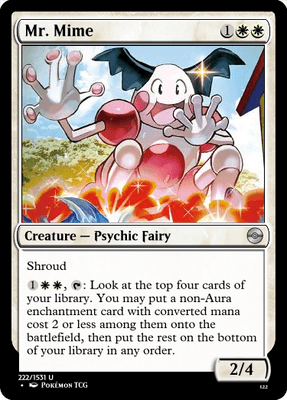 Mr. Mime 1WW
Creature — Psychic Fairy
Shroud
1WW, T: Look at the top four cards of
your library. You may put a non-Aura
enchantment card with converted mana
cost 2 or less among them onto the
battlefield, then put the rest on the bottom
of your library in any order.
2/4
222/1531 U
• Pokémon TCG